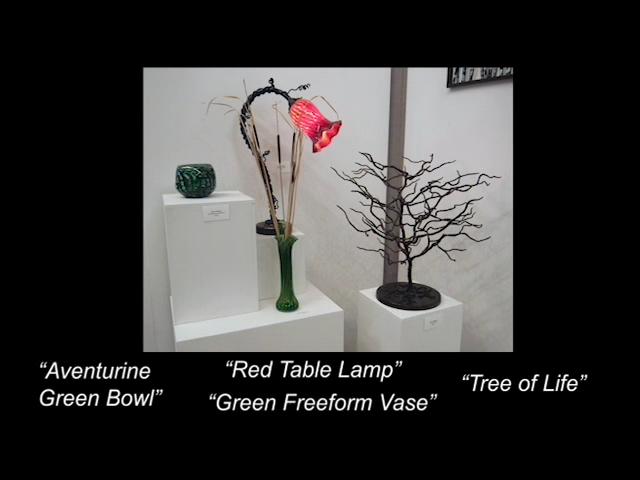 “Aventurine
Green Bowl”
“Red Table Lamp”
“Green Freeform Vase”
“Tree of Life”